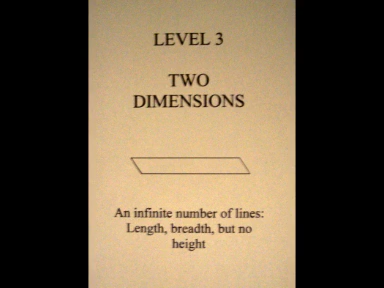 LEVEL 3
TWO
DIMENSIONS
An infinite number of lines:
Length, breadth, but no
height